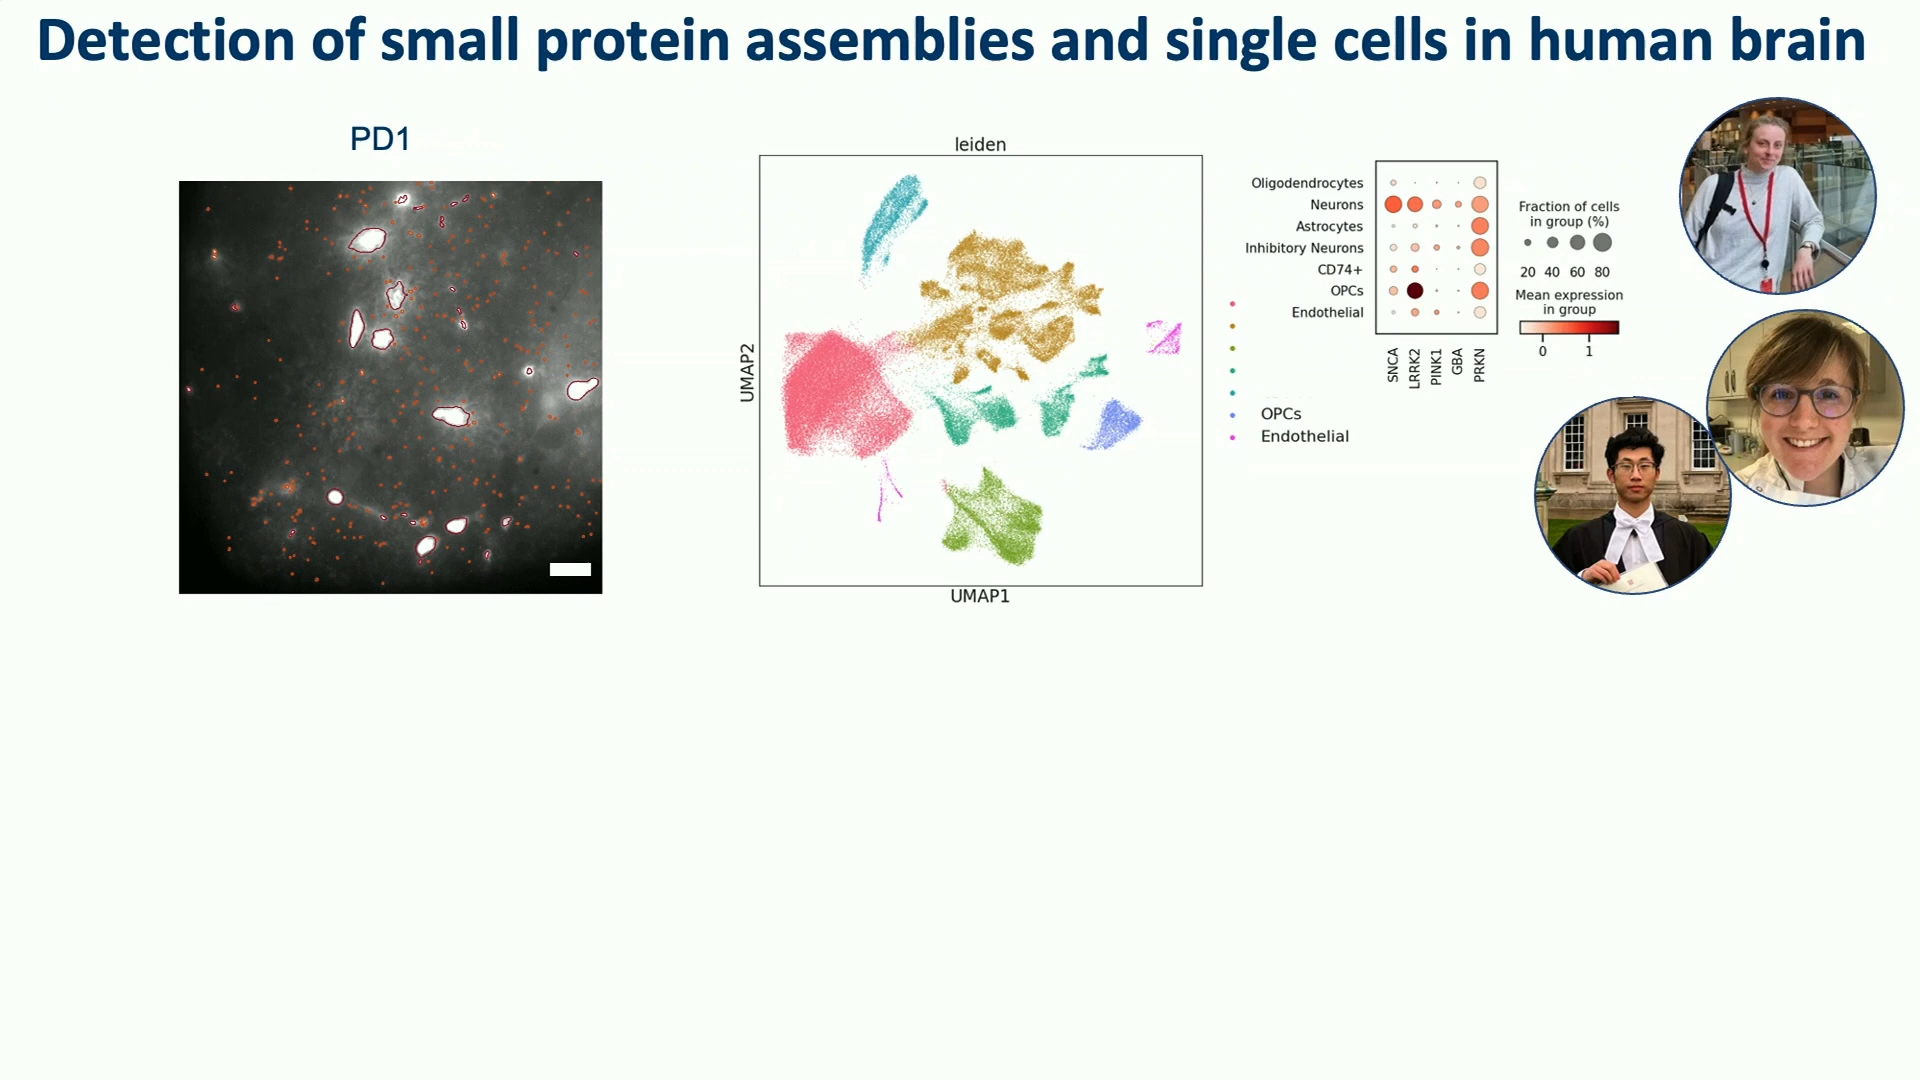 Detection of small protein assemblies and single cells in human brain
PD1
leiden
UMAP2
UMAP1
OPCs
Endothelial
Oligodendrocytes
Neurons
Astrocytes
Inhibitory Neurons
CD74+
OPCs
Endothelial
SNCA
LRRK2
PINK1
GBA
PRKN
Fraction of cells
in group (%)
20 40 60 80
Mean expression
in group
0 1